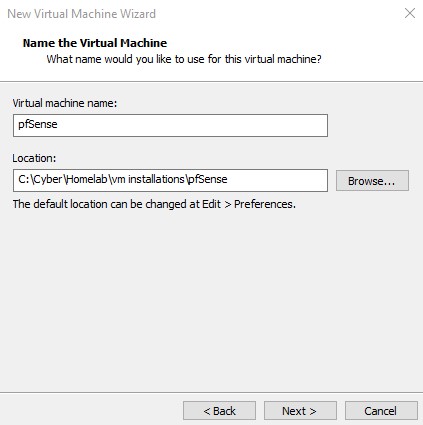 New Virtual Machine Wizard
Name the Virtual Machine
What name would you like to use for this virtual machine?
Virtual machine name:
pfSense
Location:
C:\Cyber\Homelab\vm installations\pfSense
Browse...
The default location can be changed at Edit > Preferences.
< Back
Next >
Cancel